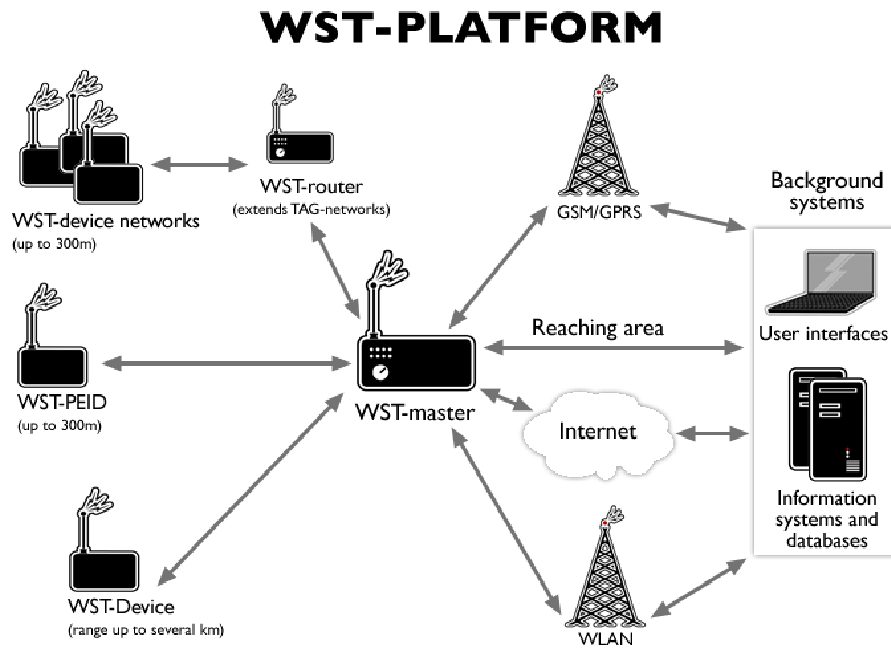 WST-PLATFORM
WST-device networks
(up to 300m)
WST-router
(extends TAG-networks)
GSM/GPRS
Background
systems
User interfaces
Information
systems and
databases
Reaching area
WST-master
Internet
WST-PEID
(up to 300m)
WST-Device
(range up to several km)
WLAN